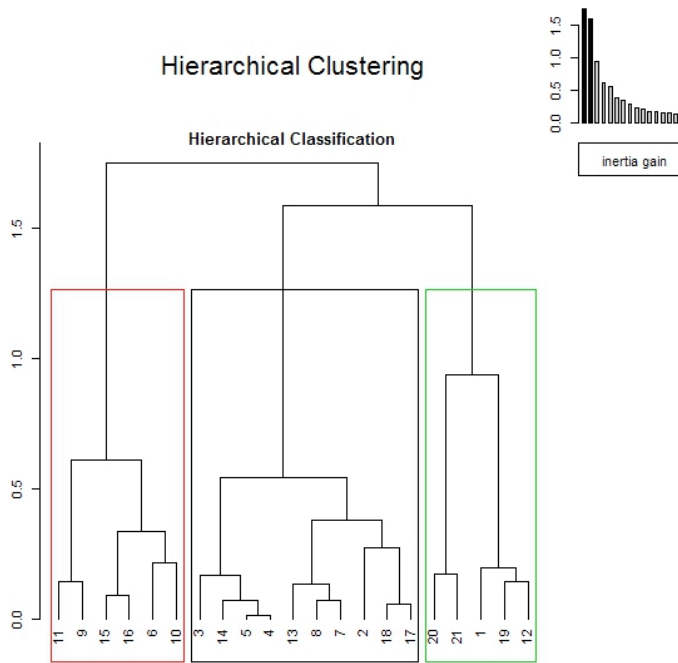 Hierarchical Clustering
0.0 0.5 1.0 1.5
inertia gain
Hierarchical Classification
1.5
1.0
0.5
0.0
11 9 15 16 6 10 3 14 5 4 13 8 7 2 18 17 20 21 1 19 12